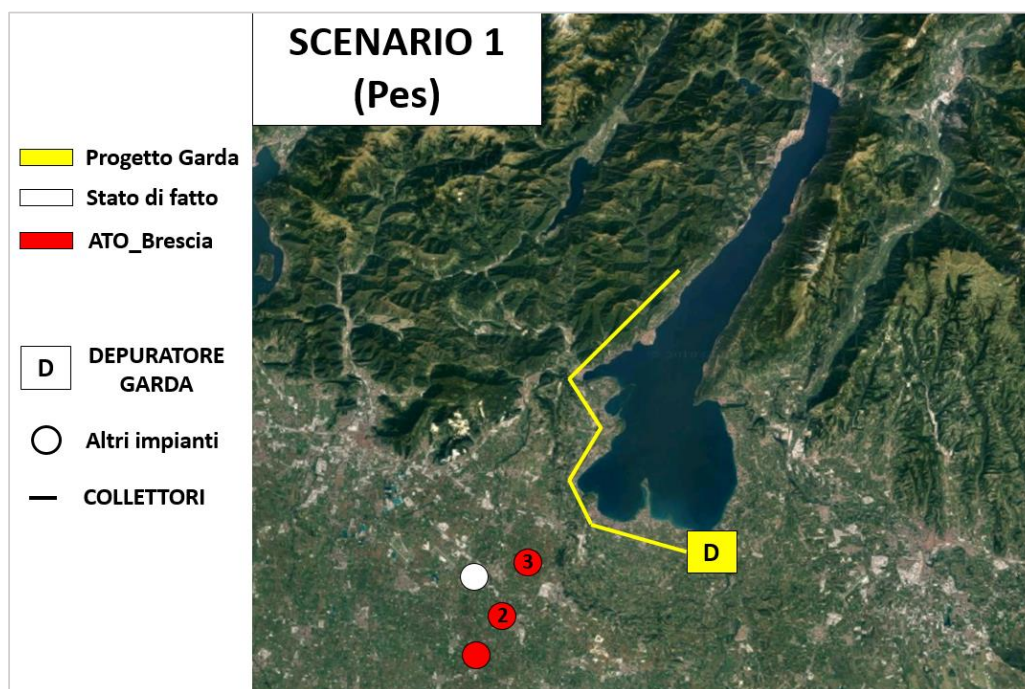 SCENARIO 1
(Pes)
Progetto Garda
Stato di fatto
ATO_Brescia
D
DEPURATORE
GARDA
Altri impianti
COLLETTORI
D
3
2